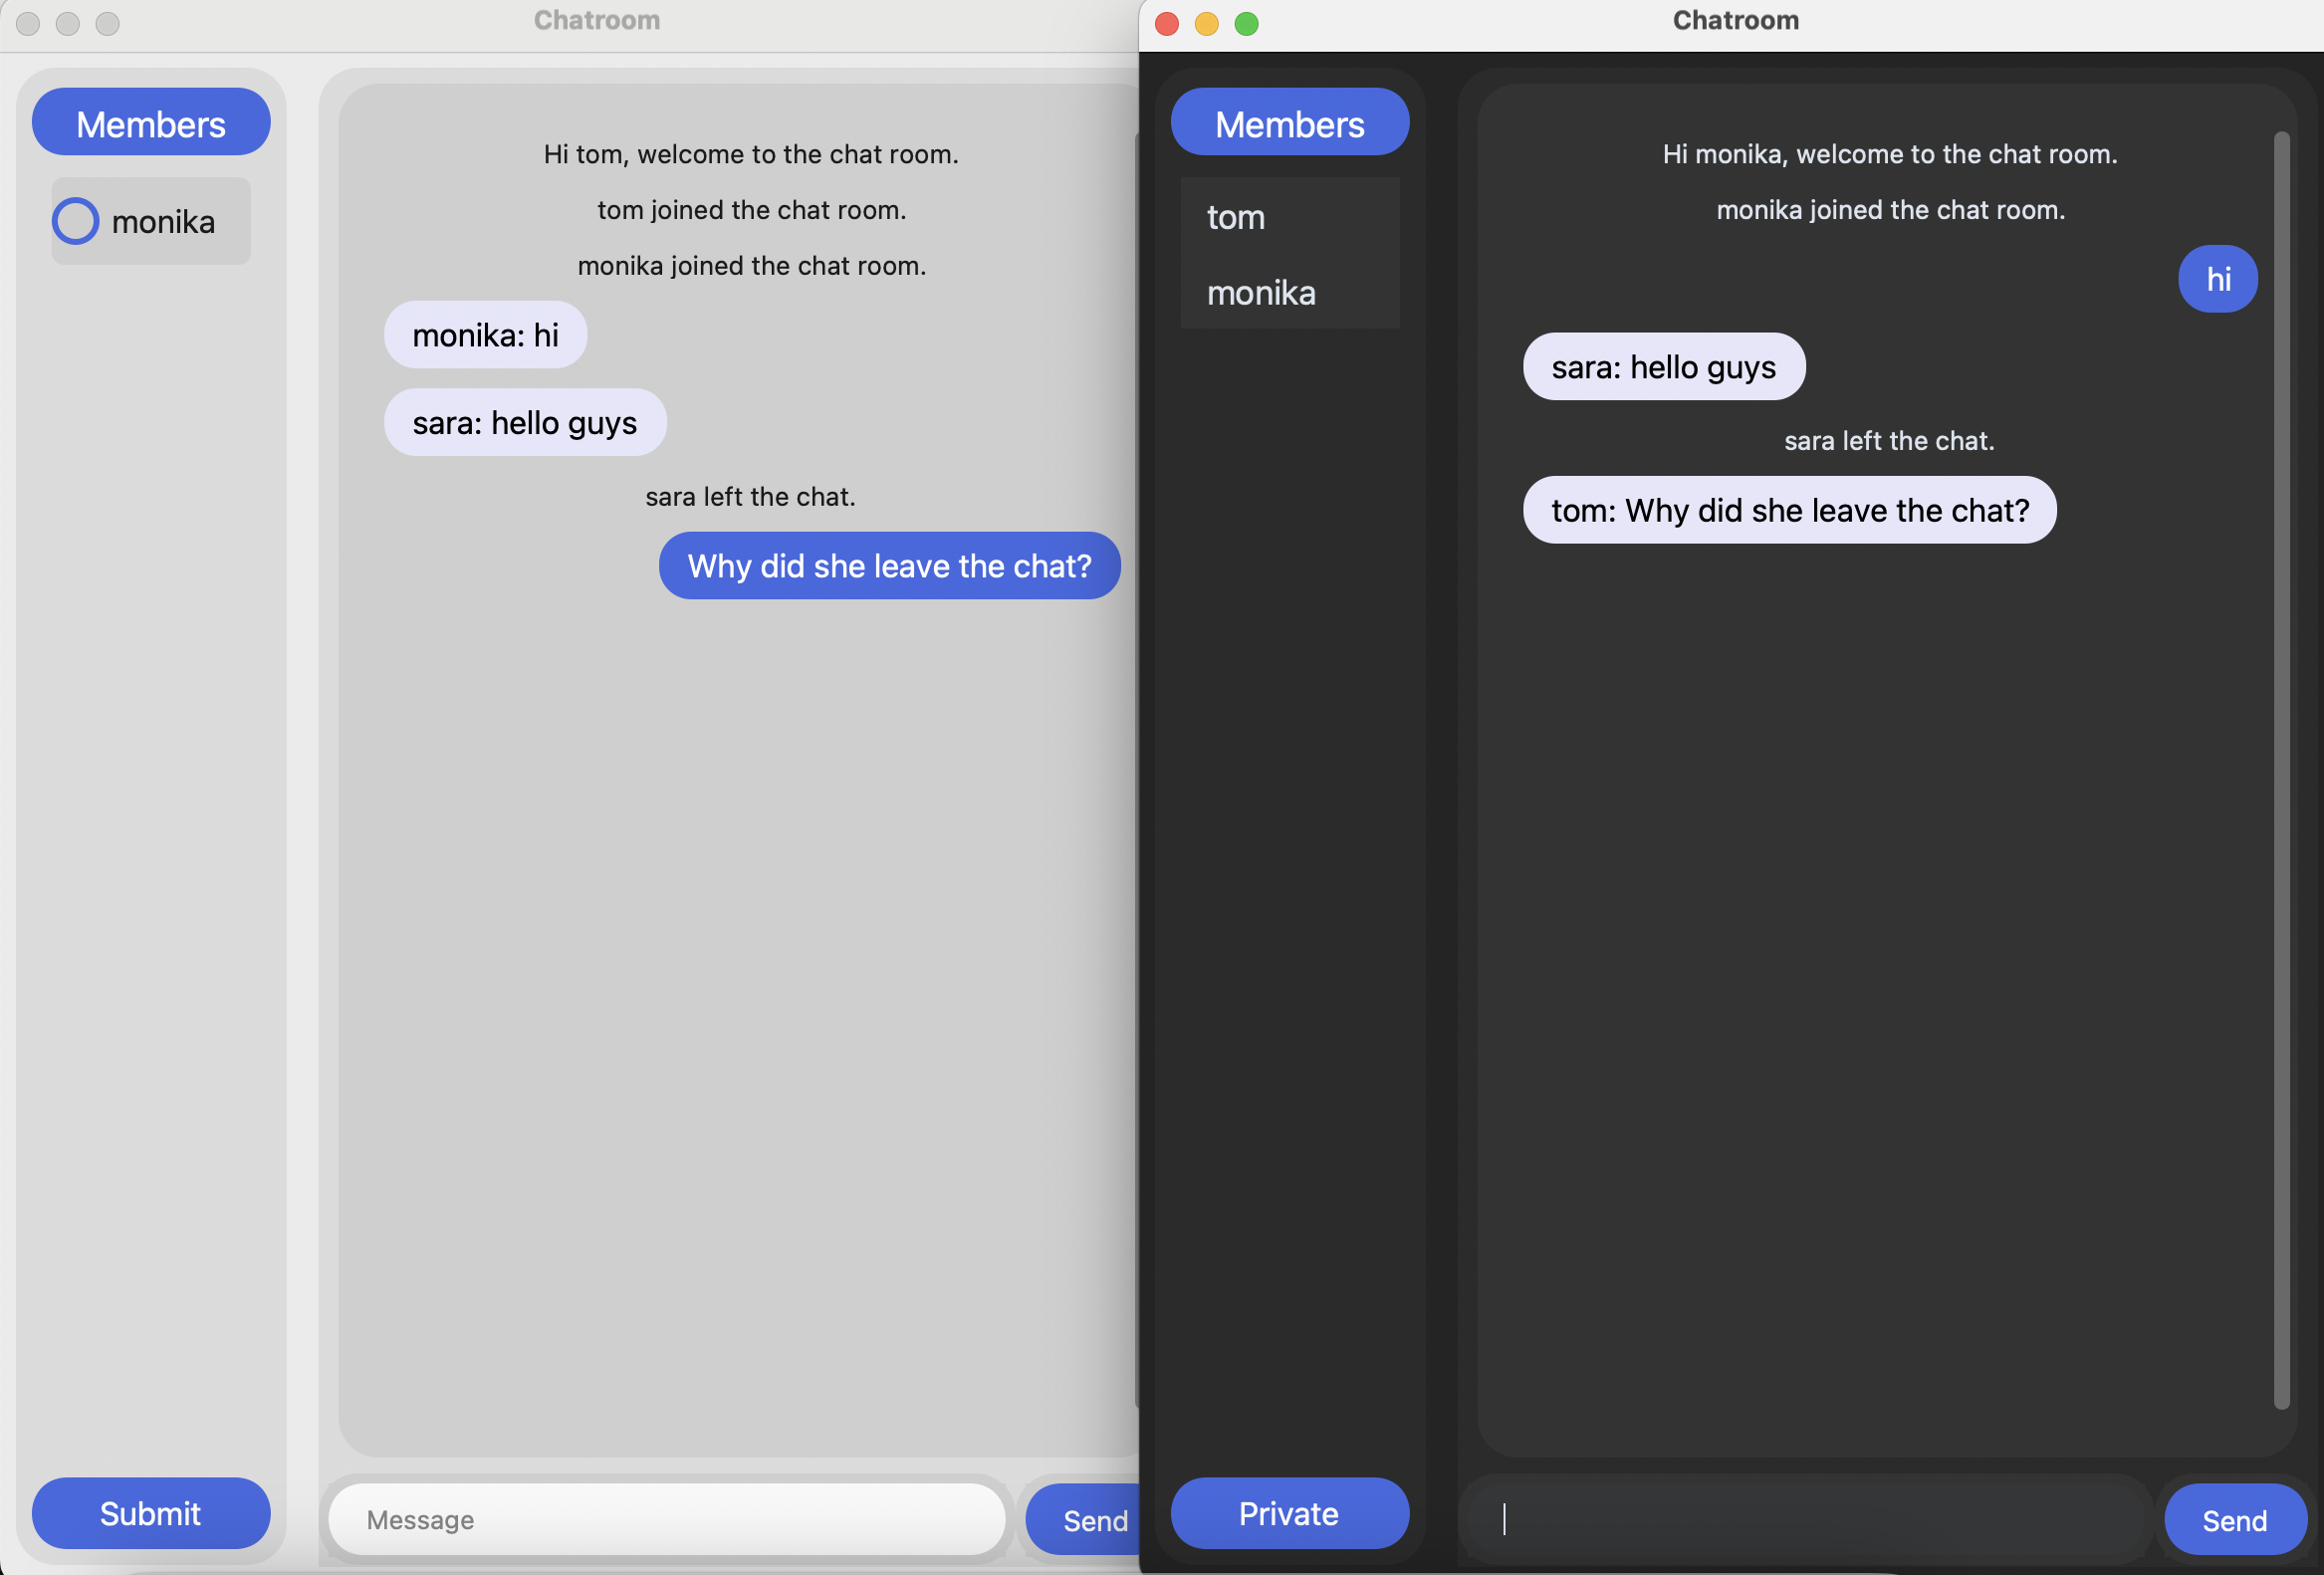 Chatroom
Members
monika
Hi tom, welcome to the chat room.
tom joined the chat room.
monika joined the chat room.
monika: hi
sara: hello guys
sara left the chat.
Why did she leave the chat?
Submit
Message
Send
Chatroom
Members
tom
monika
Hi monika, welcome to the chat room.
monika joined the chat room.
hi
sara: hello guys
sara left the chat.
tom: Why did she leave the chat?
Private
Send